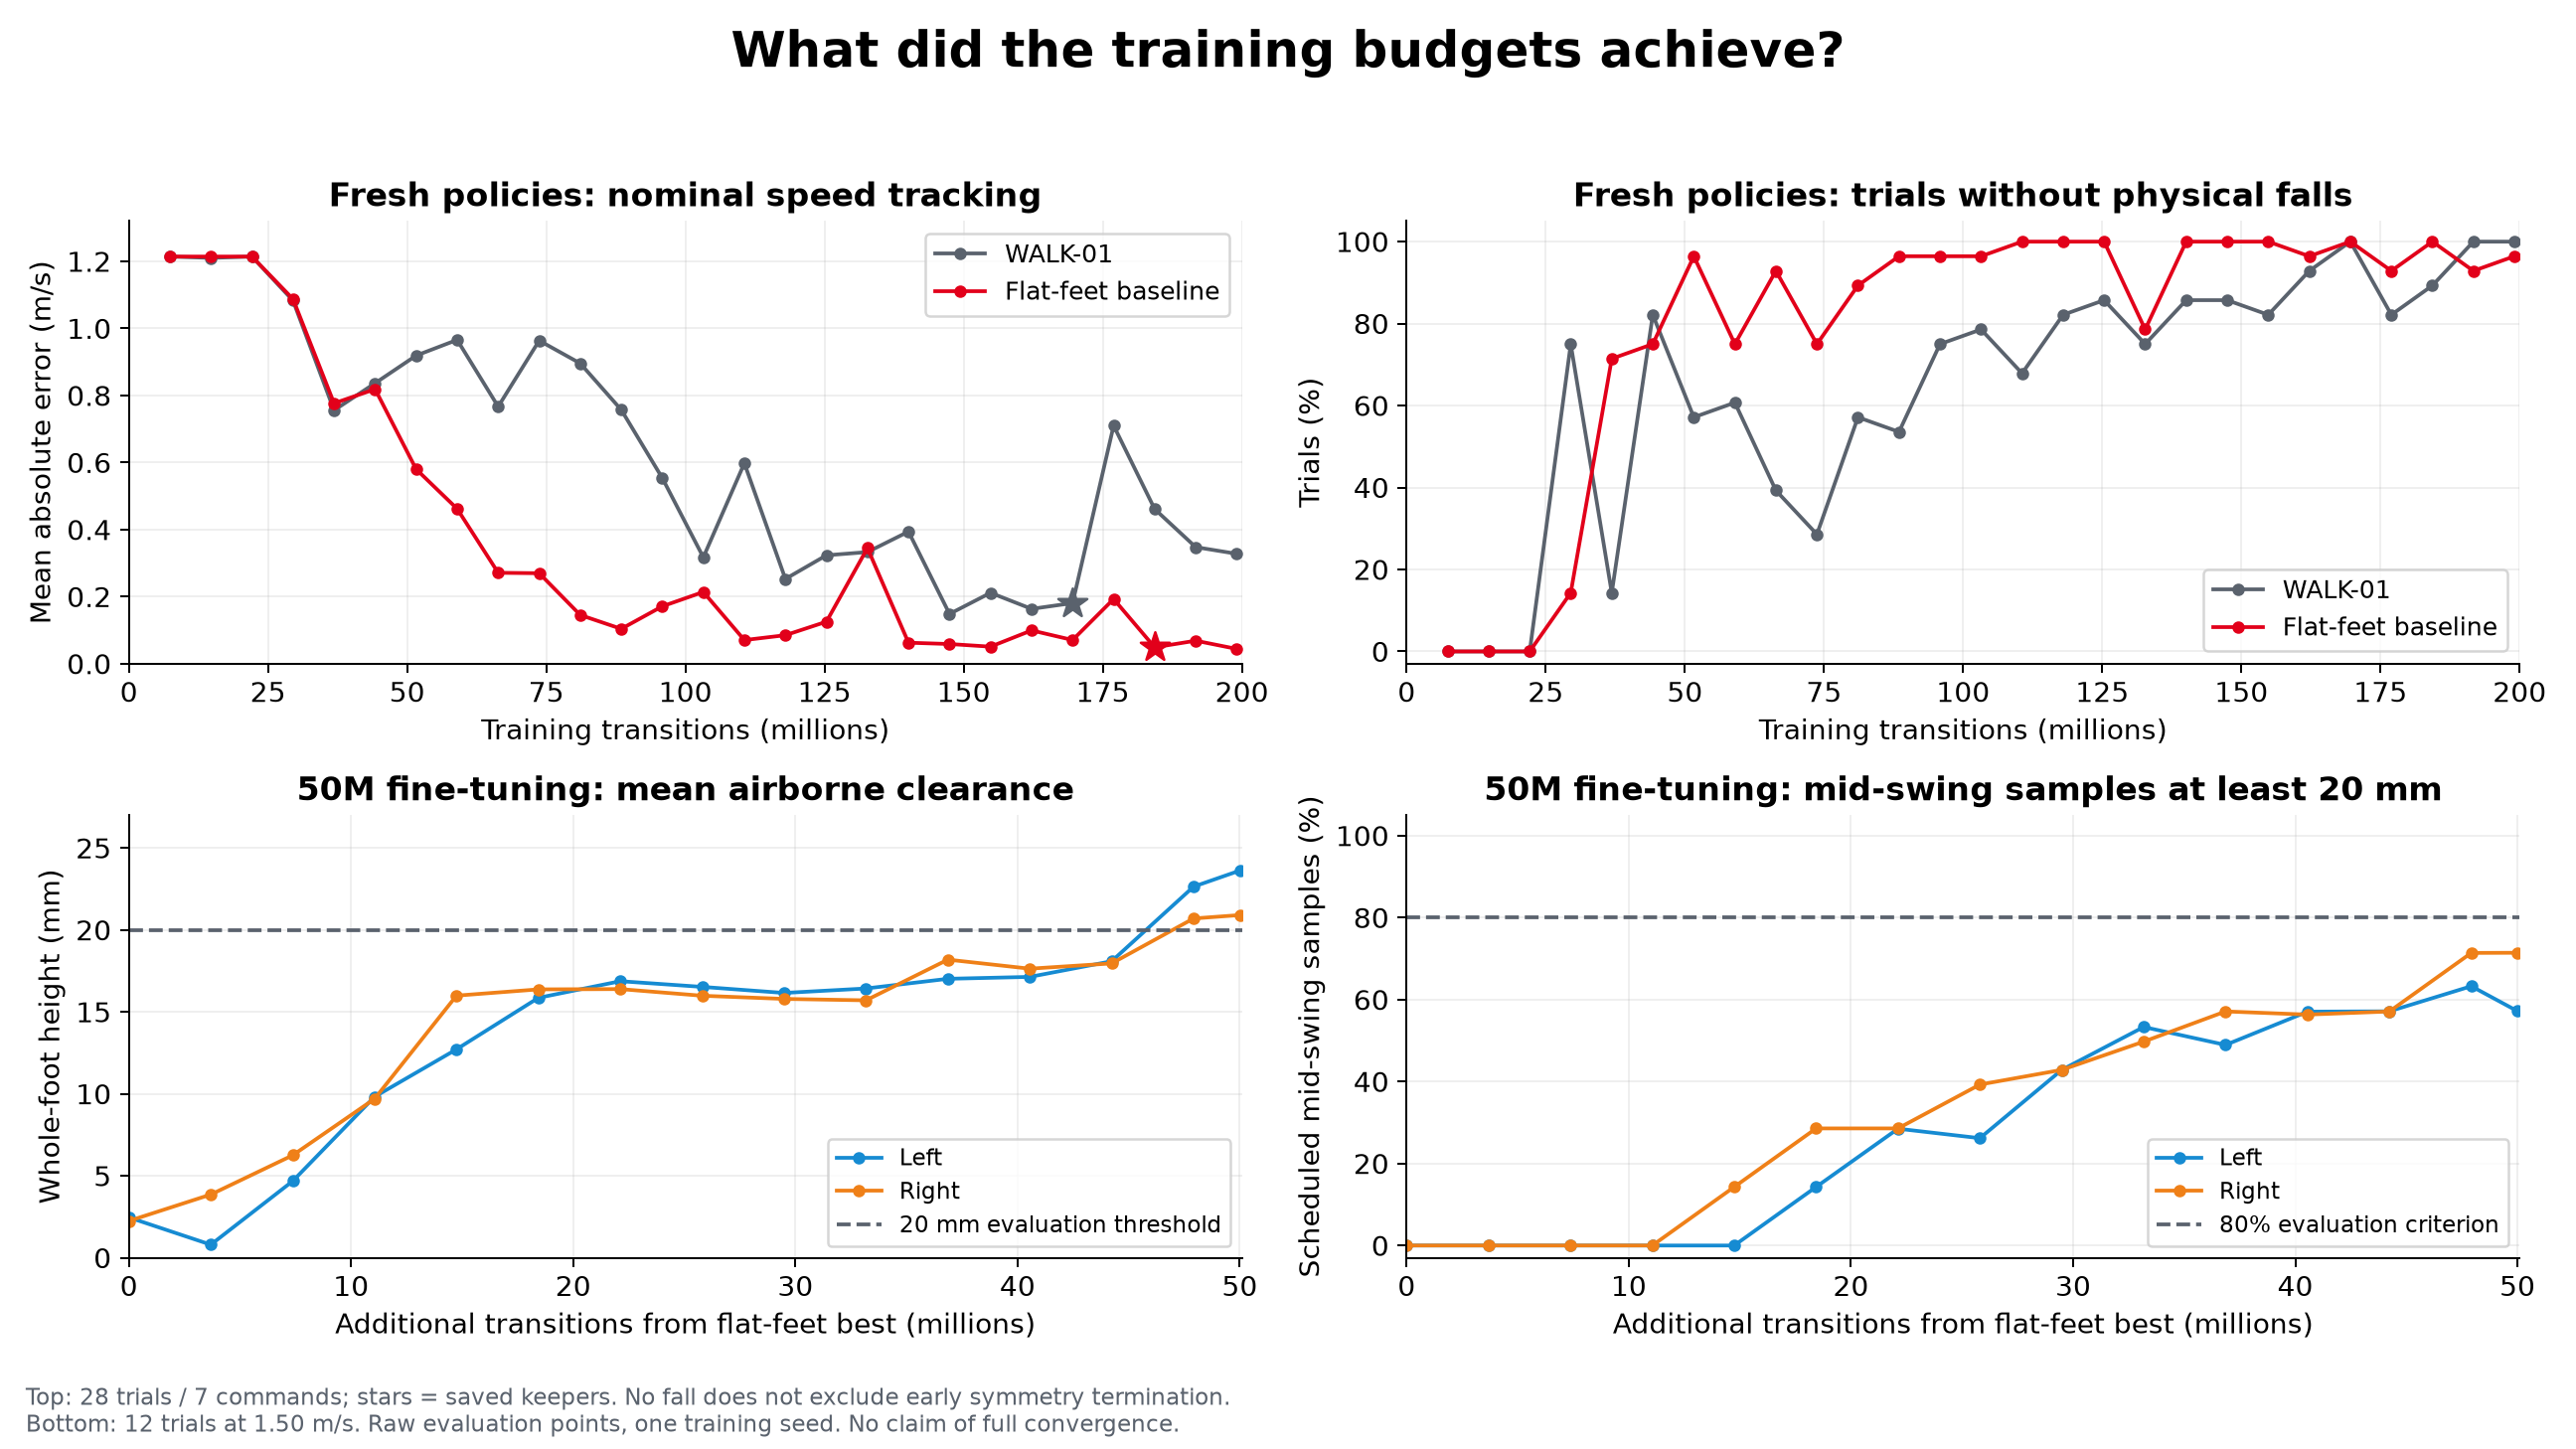 What did the training budgets achieve?
Fresh policies: nominal speed tracking
Mean absolute error (m/s)
1.2
1.0
0.8
0.6
0.4
0.2
0.0
WALK-01
Flat-feet baseline
0 25 50 75 100 125 150 175 200
Training transitions (millions)
Fresh policies: trials without physical falls
Trials (%)
100
80
60
40
20
0
WALK-01
Flat-feet baseline
0 25 50 75 100 125 150 175 200
Training transitions (millions)
50M fine-tuning: mean airborne clearance
Whole-foot height (mm)
25
20
15
10
5
0
Left
Right
20 mm evaluation threshold
0 10 20 30 40 50
Additional transitions from flat-feet best (millions)
50M fine-tuning: mid-swing samples at least 20 mm
Scheduled mid-swing samples (%)
100
80
60
40
20
0
Left
Right
80% evaluation criterion
0 10 20 30 40 50
Additional transitions from flat-feet best (millions)
Top: 28 trials / 7 commands; stars = saved keepers. No fall does not exclude early symmetry termination.
Bottom: 12 trials at 1.50 m/s. Raw evaluation points, one training seed. No claim of full convergence.